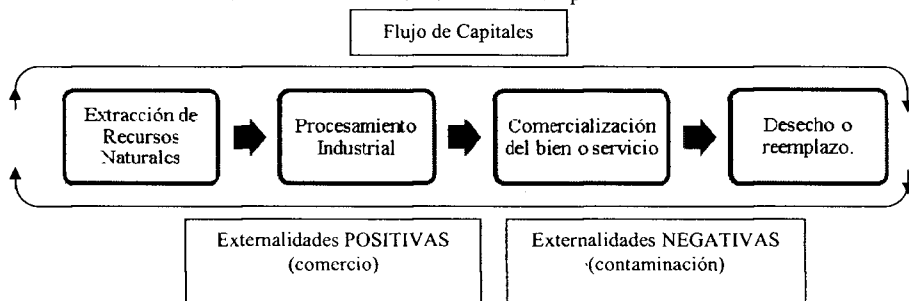 Flujo de Capitales
Extracción de
Recursos
Naturales
Procesamiento
Industrial
Comercialización
del bien o servicio
Desecho o
reemplazo.
Externalidades POSITIVAS
(comercio)
Externalidades NEGATIVAS
(contaminación)